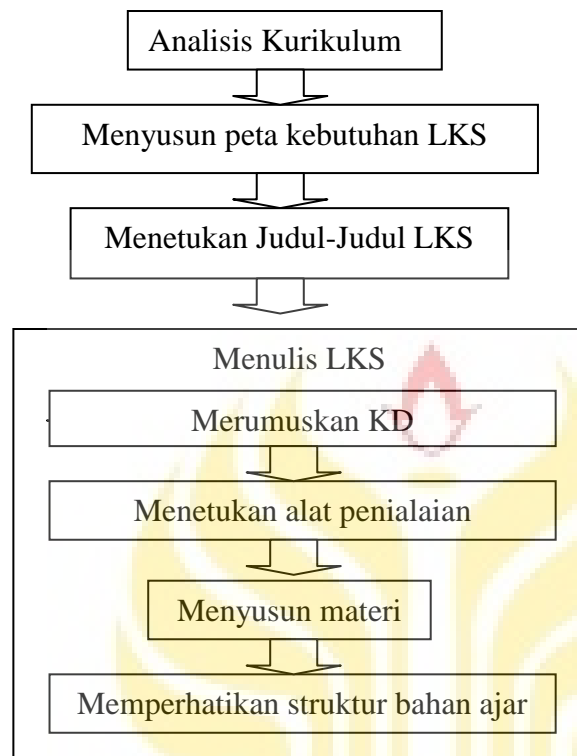 Analisis Kurikulum
Menyusun peta kebutuhan LKS
Menetukan Judul-Judul LKS
Menulis LKS
Merumuskan KD
Menetukan alat penialaian
Menyusun materi
Memperhatikan struktur bahan ajar